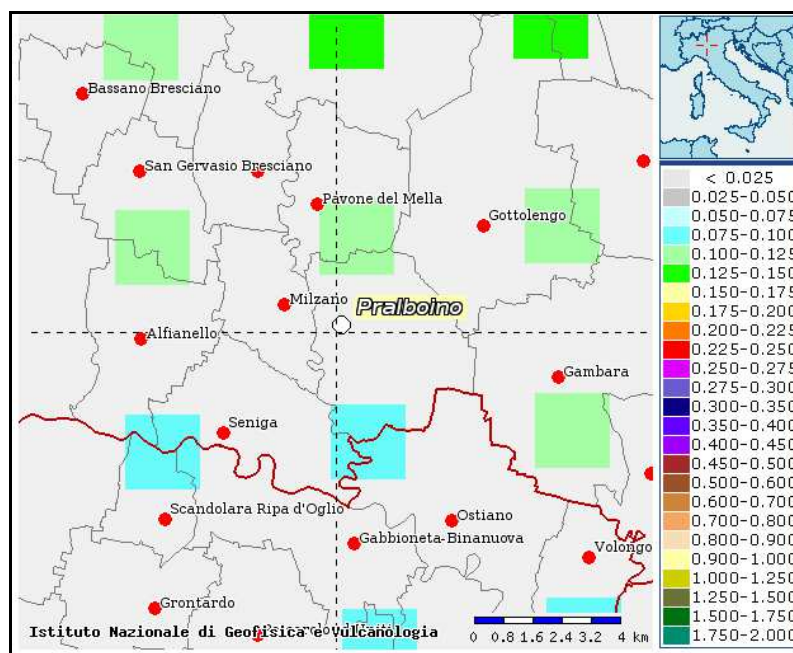 Bassano Bresciano
San Gervasio Bresciano
Pavone del Mella
Gottolengo
Milzano
Pralboino
Alfianello
Gambara
Seniga
Scandolara Ripa d'Oglio
Ostiano
Gabbioneta-Binanuova
Volongo
Grontardo
Istituto Nazionale di Geofisica e Vulcanologia
0 0.8 1.6 2.4 3.2 4 km
< 0.025
0.025-0.050
0.050-0.075
0.075-0.100
0.100-0.125
0.125-0.150
0.150-0.175
0.175-0.200
0.200-0.225
0.225-0.250
0.250-0.275
0.275-0.300
0.300-0.350
0.350-0.400
0.400-0.450
0.450-0.500
0.500-0.600
0.600-0.700
0.700-0.800
0.800-0.900
0.900-1.000
1.000-1.250
1.250-1.500
1.500-1.750
1.750-2.000